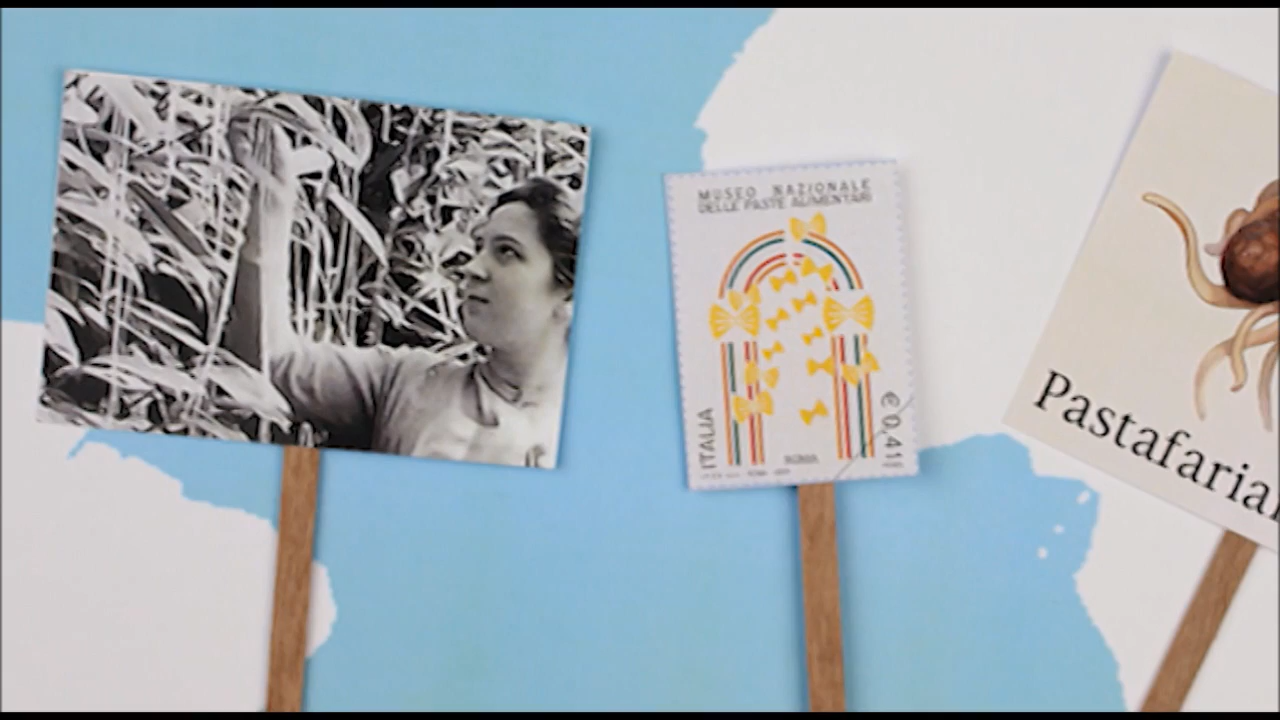 MUSEO NAZIONALE
DELLE PASTE ALIMENTARI
ITALIA
€ 0,41
ROMA
Pastafarian